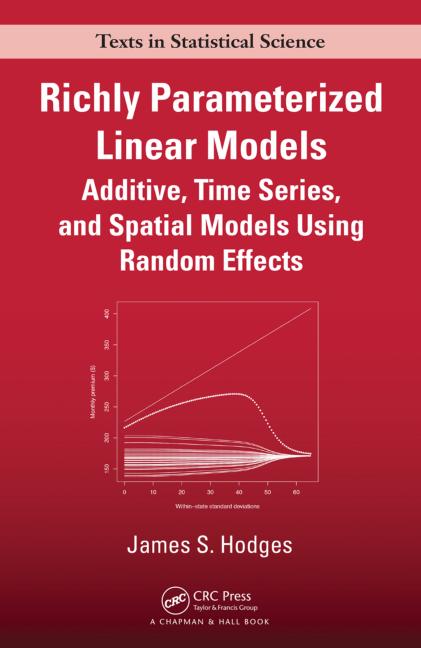 Texts in Statistical Science
Richly Parameterized
Linear Models
Additive, Time Series,
and Spatial Models Using
Random Effects
400
350
300
250
200
150
Monthly premium ($)
0 10 20 30 40 50 60
Within-state standard deviations
James S. Hodges
CRC
CRC Press
Taylor & Francis Group
A CHAPMAN & HALL BOOK